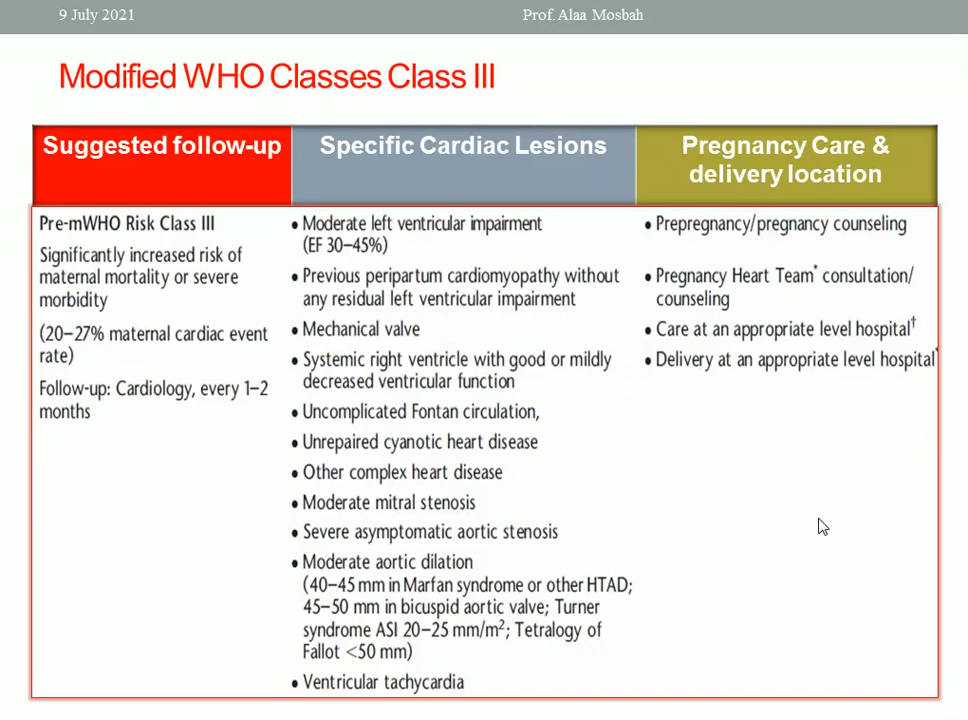 9 July 2021
Prof. Alaa Mosbah
Modified WHO Classes Class III
Suggested follow-up
Pre-mWHO Risk Class III
Significantly increased risk of
maternal mortality or severe
morbidity
(20–27% maternal cardiac event
rate)
Follow-up: Cardiology, every 1–2
months
Specific Cardiac Lesions
• Moderate left ventricular impairment
(EF 30–45%)
• Previous peripartum cardiomyopathy without
any residual left ventricular impairment
• Mechanical valve
• Systemic right ventricle with good or mildly
decreased ventricular function
• Uncomplicated Fontan circulation,
• Unrepaired cyanotic heart disease
• Other complex heart disease
• Moderate mitral stenosis
• Severe asymptomatic aortic stenosis
• Moderate aortic dilation
(40–45 mm in Marfan syndrome or other HTAD;
45–50 mm in bicuspid aortic valve; Turner
syndrome ASI 20–25 mm/m²; Tetralogy of
Fallot <50 mm)
• Ventricular tachycardia
Pregnancy Care &
delivery location
• Prepregnancy/pregnancy counseling
• Pregnancy Heart Team* consultation/
counseling
• Care at an appropriate level hospital†
• Delivery at an appropriate level hospital